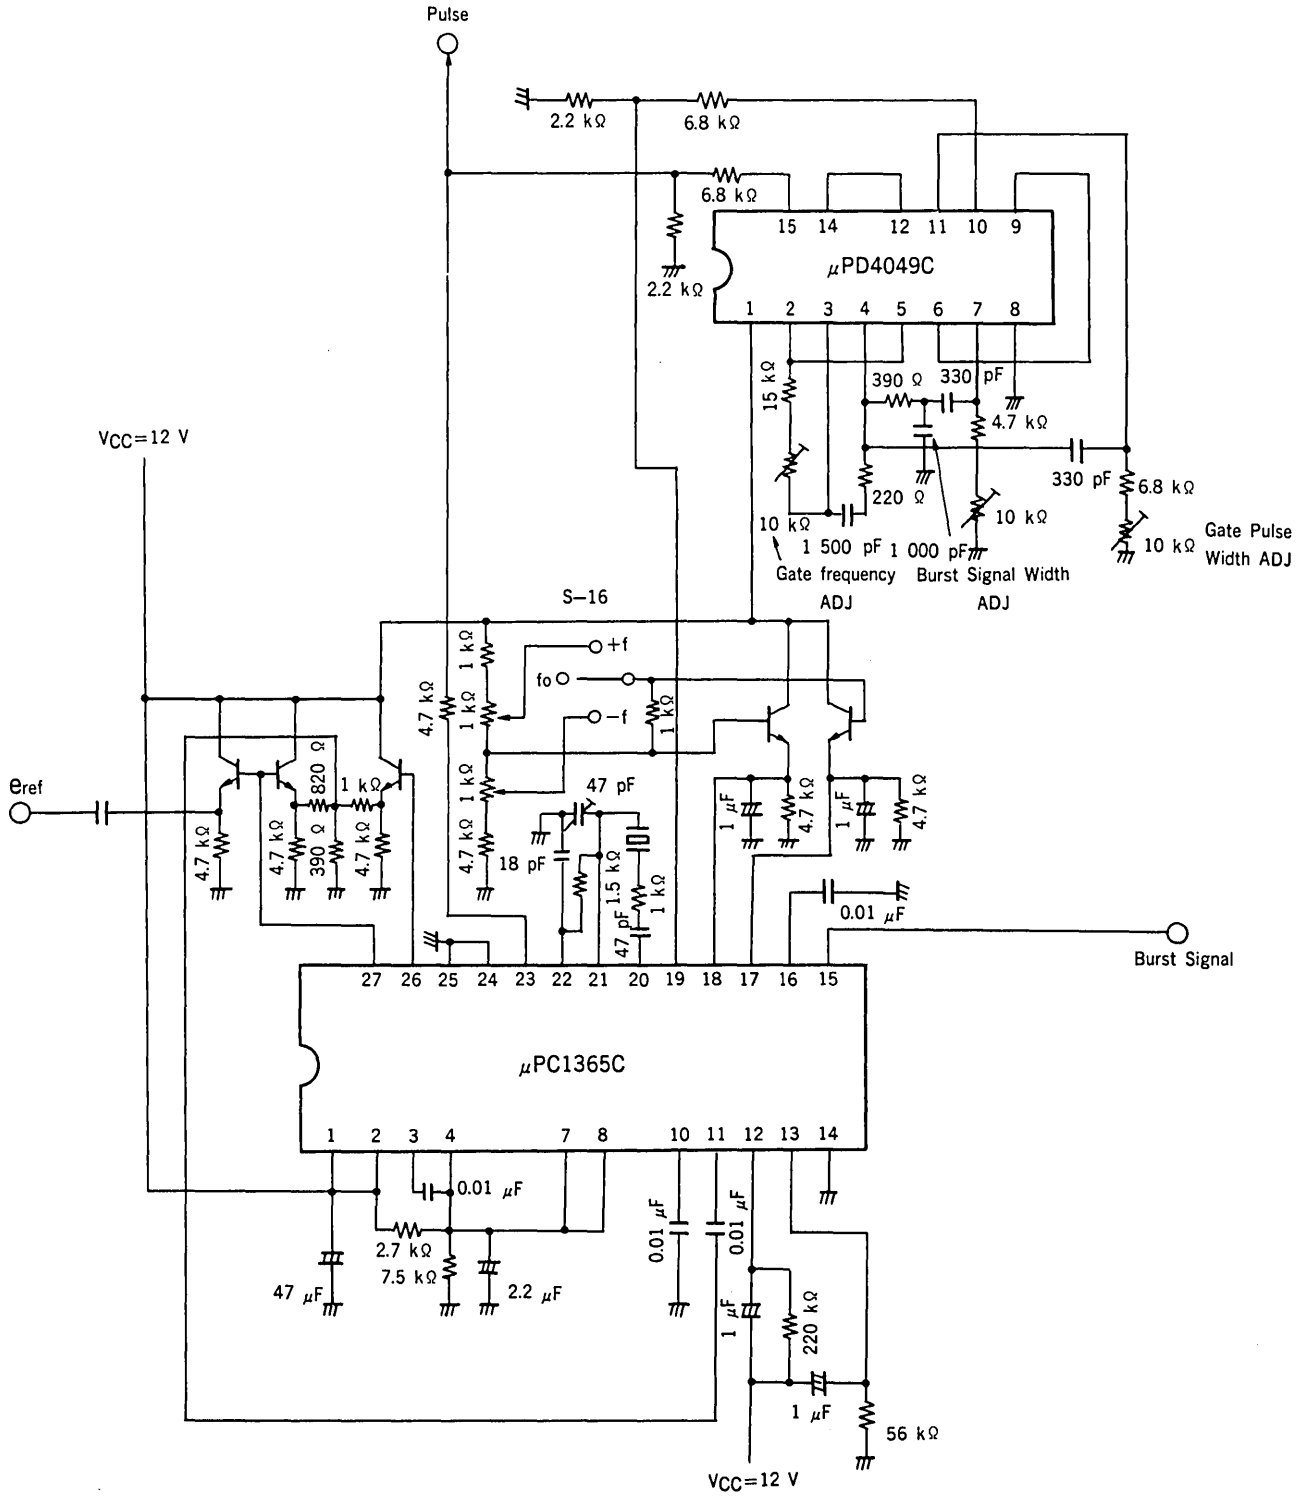 Pulse
2.2 kΩ
6.8 kΩ
6.8 kΩ
2.2 kΩ
15 14 12 11 10 9
μPD4049C
1 2 3 4 5 6 7 8
15 kΩ
390 Ω
330 pF
4.7 kΩ
VCC=12 V
330 pF
6.8 kΩ
220 Ω
10 kΩ
10 kΩ
1 500 pF
1 000 pF
10 kΩ
Gate Pulse
Width ADJ
Gate frequency
ADJ
Burst Signal Width
ADJ
S-16
+f
1 kΩ
fo
4.7 kΩ
1 kΩ
-f
1 kΩ
eref
820 Ω
1 kΩ
1 kΩ
47 pF
1 μF
4.7 kΩ
1 μF
4.7 kΩ
4.7 kΩ
4.7 kΩ
390 Ω
4.7 kΩ
4.7 kΩ
18 pF
1.5 kΩ
1 kΩ
47 pF
0.01 μF
Burst Signal
27 26 25 24 23 22 21 20 19 18 17 16 15
μPC1365C
1 2 3 4 7 8 10 11 12 13 14
0.01 μF
2.7 kΩ
7.5 kΩ
47 μF
2.2 μF
0.01 μF
0.01 μF
1 μF
220 kΩ
1 μF
56 kΩ
VCC=12 V